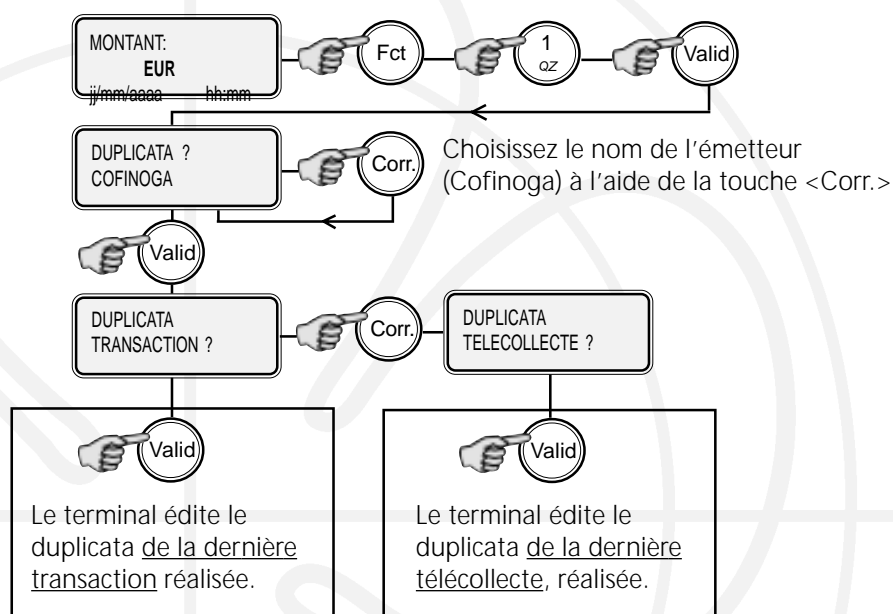 MONTANT:
EUR
jj/mm/aaaa hh:mm
Fct
1
QZ
Valid
DUPLICATA ?
COFINOGA
Corr.
Choisissez le nom de l'émetteur
(Cofinoga) à l'aide de la touche <Corr.>
Valid
DUPLICATA
TRANSACTION ?
Corr.
DUPLICATA
TELECOLLECTE ?
Valid
Le terminal édite le
duplicata de la dernière
transaction réalisée.
Valid
Le terminal édite le
duplicata de la dernière
télécollecte, réalisée.